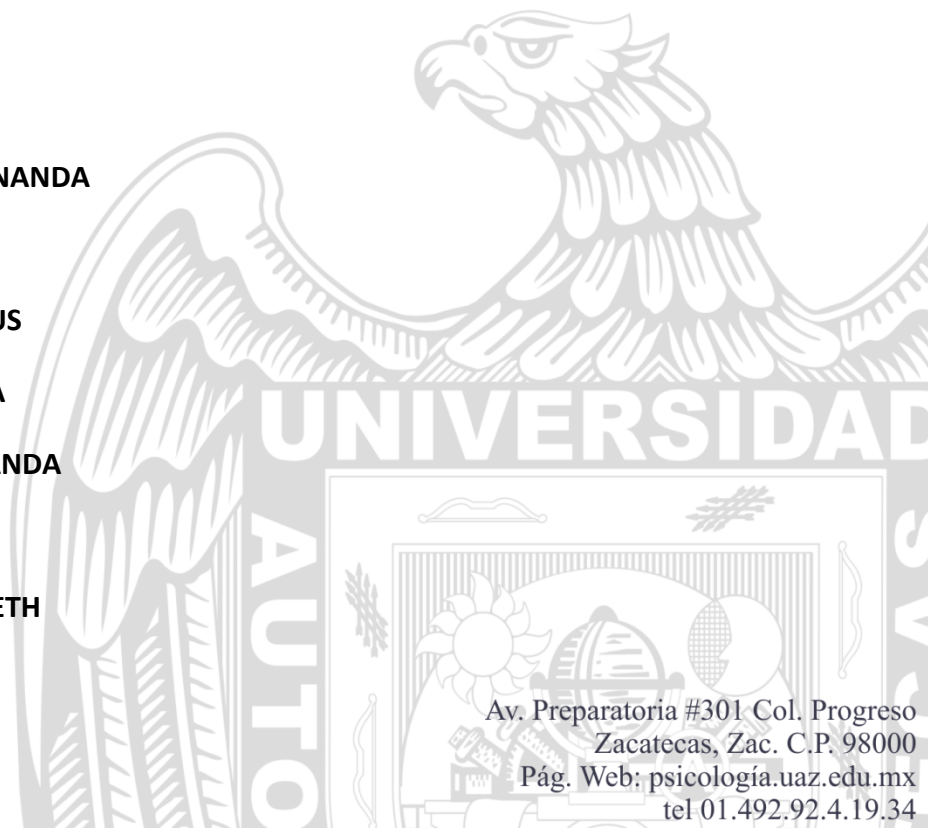 NANDA
US
A
UNIVERSIDAD
NDA
AUTO
ETH
Av. Preparatoria #301 Col. Progreso
Zacatecas, Zac. C.P. 98000
Pág. Web: psicología.uaz.edu.mx
tel 01.492.92.4.19.34